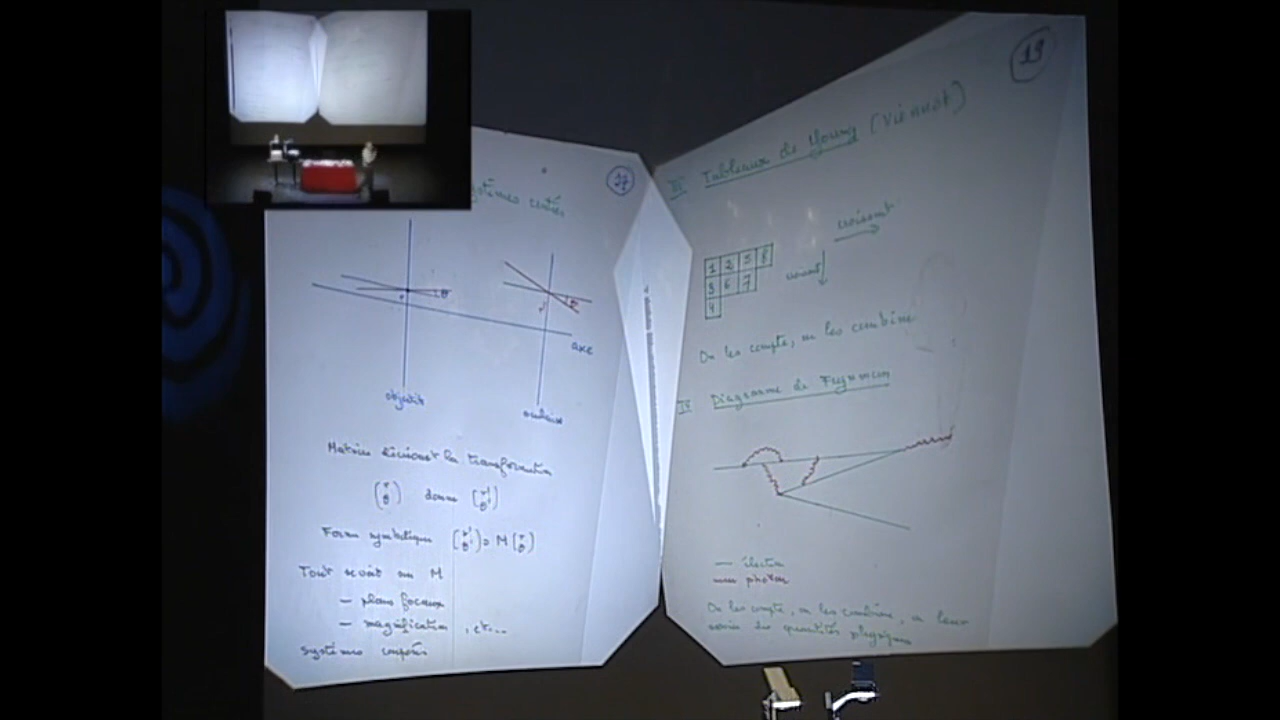 systèmes centrés
17
θ
r
r'
θ'
axe
objectif
oculaire
Matrice décrivant la transformation
(r θ) donne (r' θ')
Forme symbolique (r' θ') = M (r θ)
Tout se voit sur M
— plans focaux
— magnification, etc...
systèmes composés
19
III Tableaux de Young (Viennot)
croissant
1 2 5 8
3 6 7
4
croissant
On les compte, on les combine
IV Diagramme de Feynman
— électron
photon
On les compte, on les combine, on leur
associe des quantités physiques